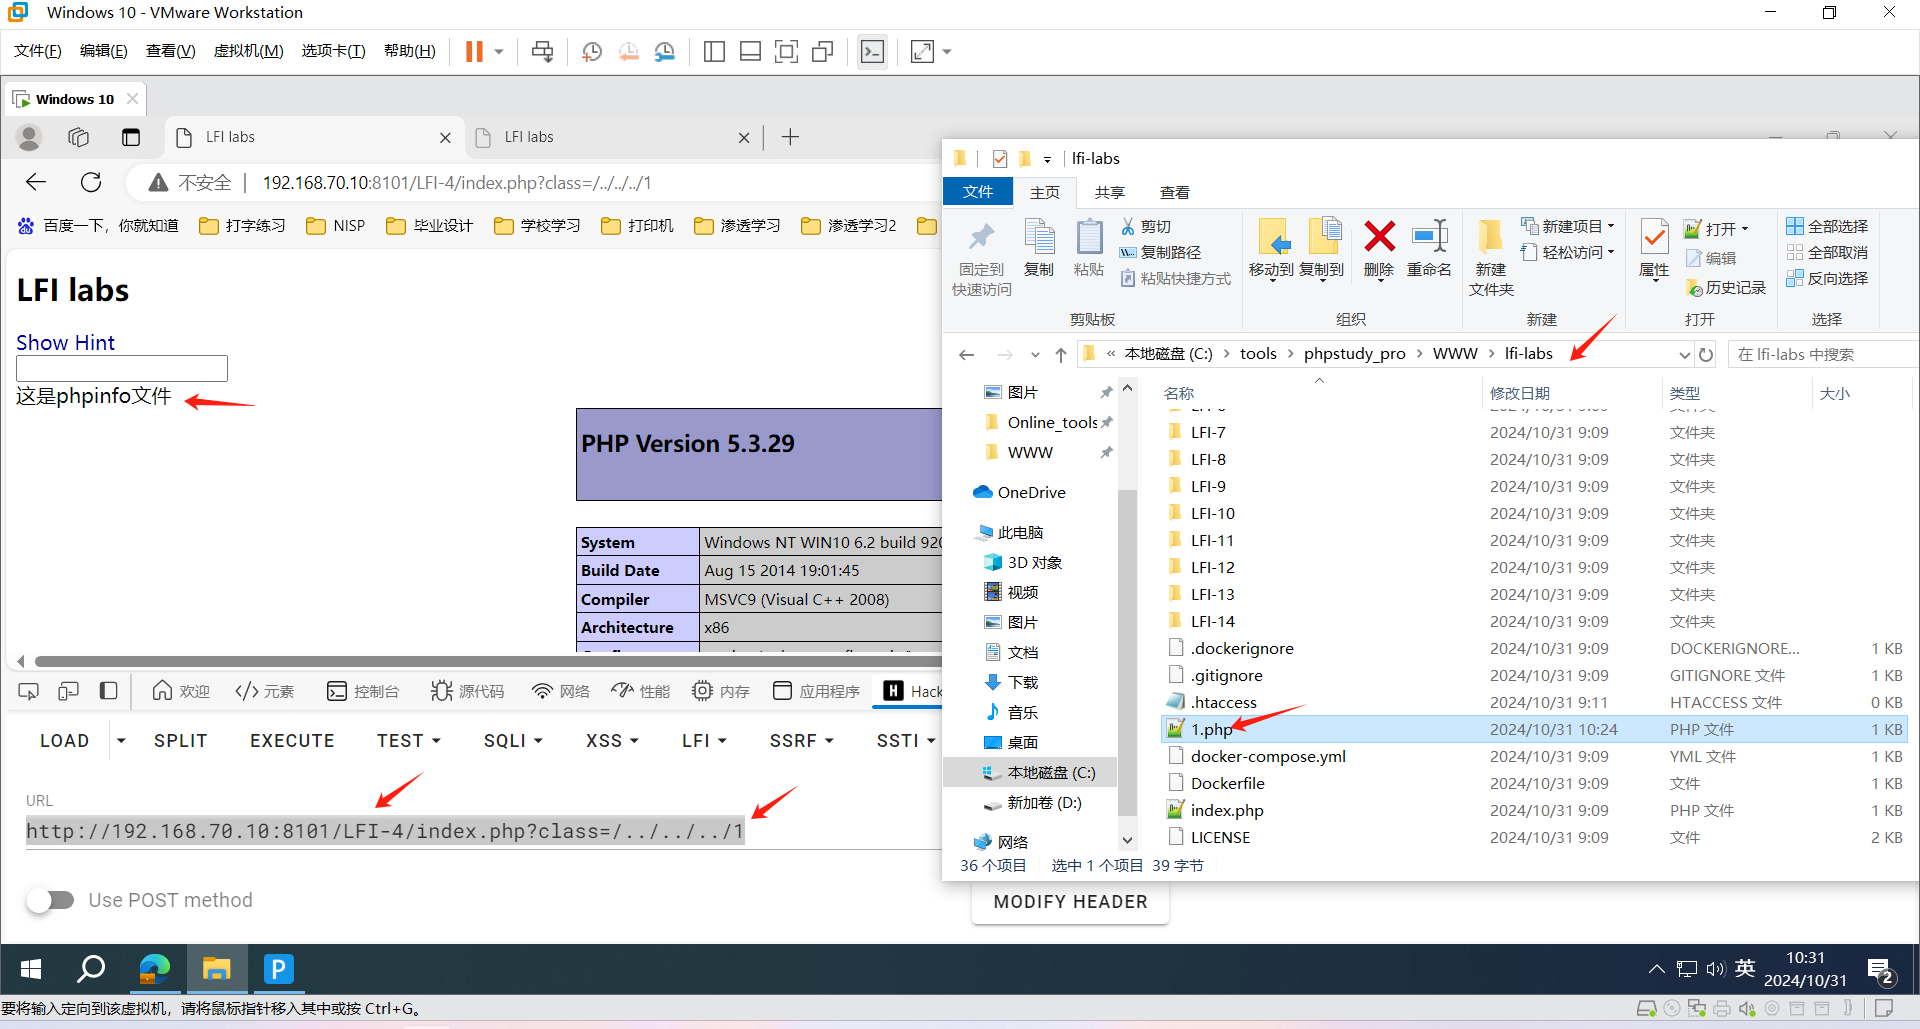 Windows 10 - VMware Workstation
文件(F) 编辑(E) 查看(V) 虚拟机(M) 选项卡(T) 帮助(H)
Windows 10
LFI labs
LFI labs
不安全 192.168.70.10:8101/LFI-4/index.php?class=/../../../1
百度一下，你就知道 打字练习 NISP 毕业设计 学校学习 打印机 渗透学习 渗透学习2
LFI labs
Show Hint
这是phpinfo文件
PHP Version 5.3.29
System Windows NT WIN10 6.2 build 920
Build Date Aug 15 2014 19:01:45
Compiler MSVC9 (Visual C++ 2008)
Architecture x86
欢迎 元素 控制台 源代码 网络 性能 内存 应用程序 Hack
LOAD SPLIT EXECUTE TEST SQLI XSS LFI SSRF SSTI
URL
http://192.168.70.10:8101/LFI-4/index.php?class=/../../../1
Use POST method
MODIFY HEADER
lfi-labs
文件 主页 共享 查看
固定到快速访问
复制
粘贴
剪切
复制路径
粘贴快捷方式
剪贴板
移动到 复制到 删除 重命名
组织
新建文件夹
新建项目
轻松访问
新建
属性
打开
编辑
历史记录
打开
全部选择
全部取消
反向选择
选择
« 本地磁盘 (C:) > tools > phpstudy_pro > WWW > lfi-labs
在 lfi-labs 中搜索
图片
Online_tools
WWW
OneDrive
此电脑
3D 对象
视频
图片
文档
下载
音乐
桌面
本地磁盘 (C:)
新加卷 (D:)
网络
名称 修改日期 类型 大小
LFI-7 2024/10/31 9:09 文件夹
LFI-8 2024/10/31 9:09 文件夹
LFI-9 2024/10/31 9:09 文件夹
LFI-10 2024/10/31 9:09 文件夹
LFI-11 2024/10/31 9:09 文件夹
LFI-12 2024/10/31 9:09 文件夹
LFI-13 2024/10/31 9:09 文件夹
LFI-14 2024/10/31 9:09 文件夹
.dockerignore 2024/10/31 9:09 DOCKERIGNORE... 1 KB
.gitignore 2024/10/31 9:09 GITIGNORE 文件 1 KB
.htaccess 2024/10/31 9:11 HTACCESS 文件 0 KB
1.php 2024/10/31 10:24 PHP 文件 1 KB
docker-compose.yml 2024/10/31 9:09 YML 文件 1 KB
Dockerfile 2024/10/31 9:09 文件 1 KB
index.php 2024/10/31 9:09 PHP 文件 1 KB
LICENSE 2024/10/31 9:09 文件 2 KB
36 个项目 选中 1 个项目 39 字节
英
10:31
2024/10/31
2
要将输入定向到该虚拟机，请将鼠标指针移入其中或按 Ctrl+G。